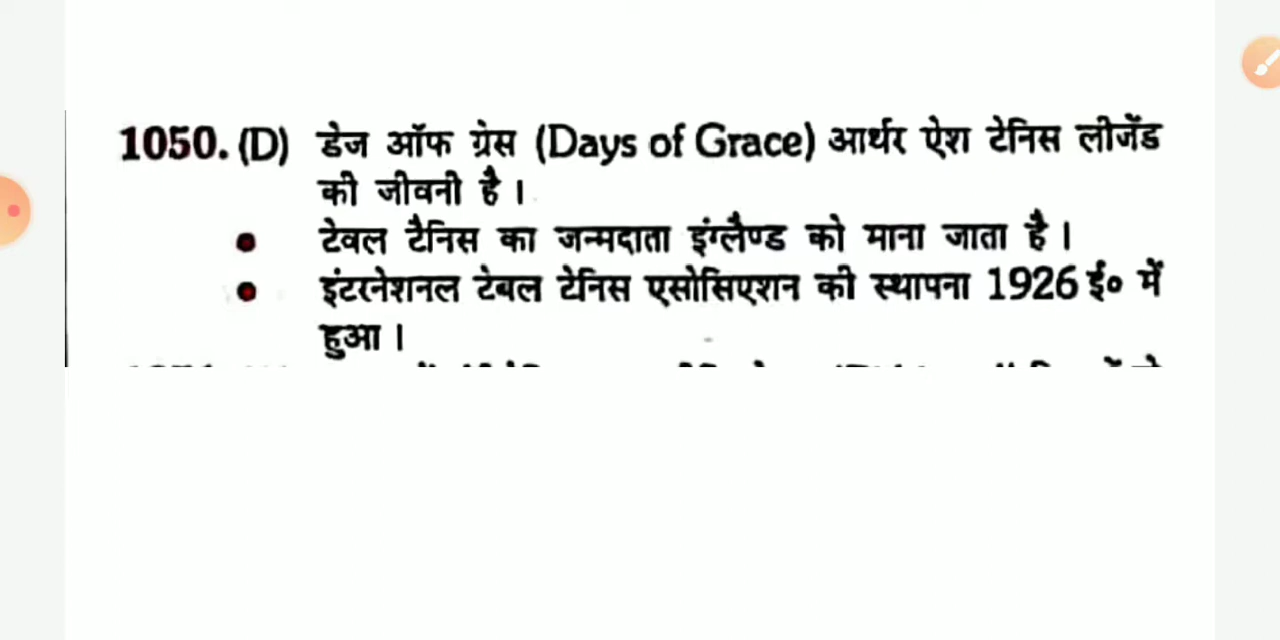 1050. (D) डेज ऑफ ग्रेस (Days of Grace) आर्थर ऐश टेनिस लीजेंड
की जीवनी है ।
● टेवल टैनिस का जन्मदाता इंग्लैण्ड को माना जाता है ।
● इंटरनेशनल टेबल टेनिस एसोसिएशन की स्थापना 1926 ई० में
हुआ ।